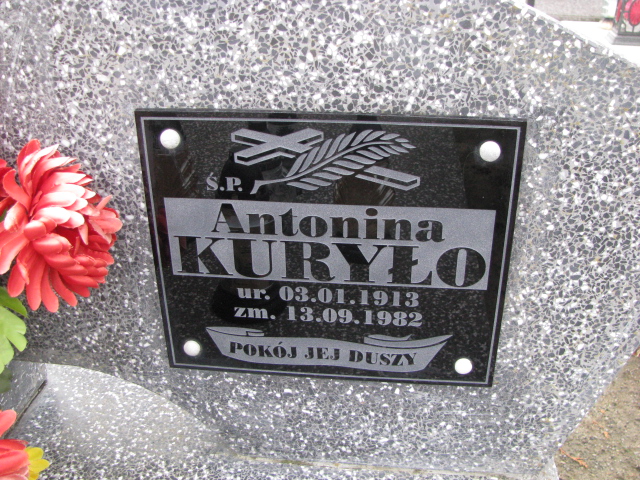 Ś.P.
Antonina
KURYŁO
ur. 03.01.1913
zm. 13.09.1982
POKÓJ JEJ DUSZY